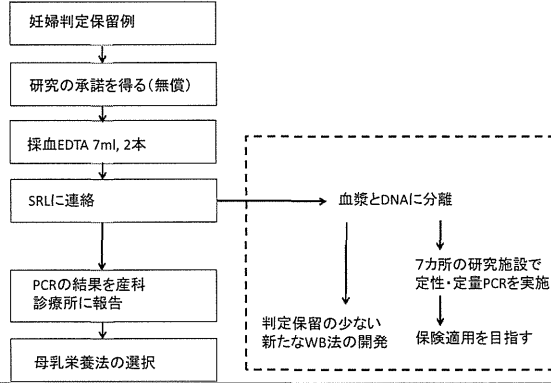 妊婦判定保留例
研究の承諾を得る(無償)
採血EDTA 7ml, 2本
SRLに連絡
PCRの結果を産科
診療所に報告
母乳栄養法の選択
血漿とDNAに分離
7カ所の研究施設で
定性・定量PCRを実施
判定保留の少ない
新たなWB法の開発
保険適用を目指す